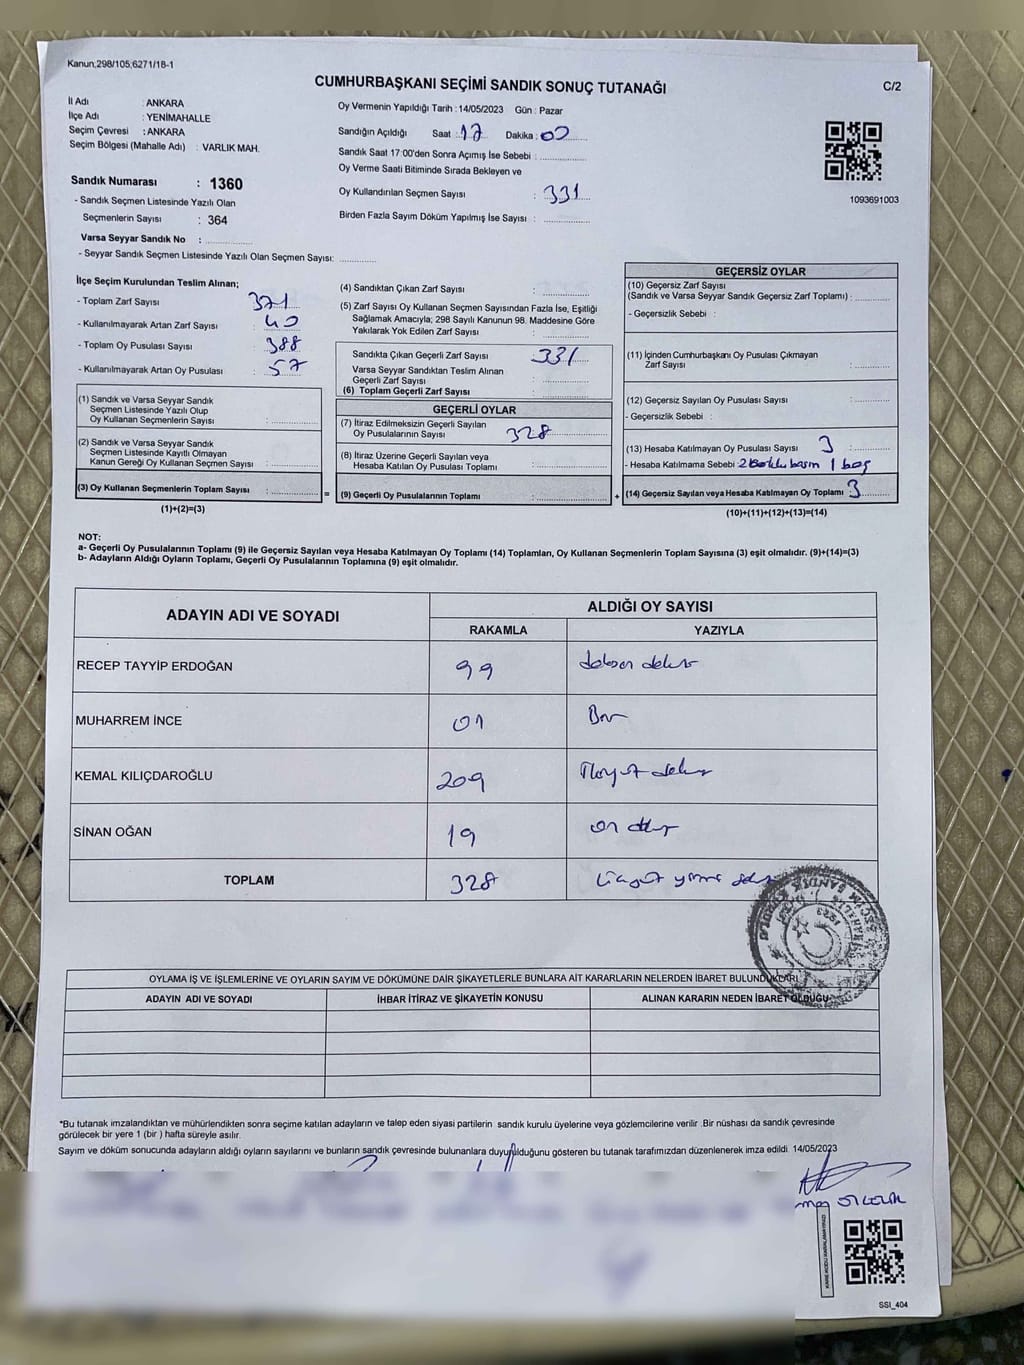 Kanun;298/105;6271/18-1
CUMHURBAŞKANI SEÇİMİ SANDIK SONUÇ TUTANAĞI
C/2
İl Adı : ANKARA
İlçe Adı : YENİMAHALLE
Seçim Çevresi : ANKARA
Seçim Bölgesi (Mahalle Adı) : VARLIK MAH.
Oy Vermenin Yapıldığı Tarih : 14/05/2023 Gün : Pazar
Sandığın Açıldığı Saat : 17 Dakika : 00
Sandık Saat 17:00'den Sonra Açımış İse Sebebi :
Oy Verme Saati Bitiminde Sırada Bekleyen ve
Oy Kullandırılan Seçmen Sayısı : 331
Birden Fazla Sayım Döküm Yapılmış İse Sayısı :
1093691003
Sandık Numarası : 1360
- Sandık Seçmen Listesinde Yazılı Olan
Seçmenlerin Sayısı : 364
Varsa Seyyar Sandık No :
- Seyyar Sandık Seçmen Listesinde Yazılı Olan Seçmen Sayısı:
İlçe Seçim Kurulundan Teslim Alınan;
- Toplam Zarf Sayısı : 371
- Kullanılmayarak Artan Zarf Sayısı : 40
- Toplam Oy Pusulası Sayısı : 388
- Kullanılmayarak Artan Oy Pusulası : 57
(1) Sandık ve Varsa Seyyar Sandık
Seçmen Listesinde Yazılı Olup
Oy Kullanan Seçmenlerin Sayısı :
(2) Sandık ve Varsa Seyyar Sandık
Seçmen Listesinde Kayıtlı Olmayan
Kanun Gereği Oy Kullanan Seçmen Sayısı :
(3) Oy Kullanan Seçmenlerin Toplam Sayısı :
(1)+(2)=(3)
(4) Sandıktan Çıkan Zarf Sayısı :
(5) Zarf Sayısı Oy Kullanan Seçmen Sayısından Fazla İse, Eşitliği
Sağlamak Amacıyla; 298 Sayılı Kanunun 98. Maddesine Göre
Yakılarak Yok Edilen Zarf Sayısı :
Sandıkta Çıkan Geçerli Zarf Sayısı : 331
Varsa Seyyar Sandıktan Teslim Alınan
Geçerli Zarf Sayısı :
(6) Toplam Geçerli Zarf Sayısı :
GEÇERLİ OYLAR
(7) İtiraz Edilmeksizin Geçerli Sayılan
Oy Pusulalarının Sayısı : 328
(8) İtiraz Üzerine Geçerli Sayılan veya
Hesaba Katılan Oy Pusulası Toplamı :
= (9) Geçerli Oy Pusulalarının Toplamı :
GEÇERSİZ OYLAR
(10) Geçersiz Zarf Sayısı
(Sandık ve Varsa Seyyar Sandık Geçersiz Zarf Toplamı) :
- Geçersizlik Sebebi :
(11) İçinden Cumhurbaşkanı Oy Pusulası Çıkmayan
Zarf Sayısı :
(12) Geçersiz Sayılan Oy Pusulası Sayısı :
- Geçersizlik Sebebi :
(13) Hesaba Katılmayan Oy Pusulası Sayısı : 3
- Hesaba Katılmama Sebebi : 2 basım 1 boş
+ (14) Geçersiz Sayılan veya Hesaba Katılmayan Oy Toplamı : 3
(10)+(11)+(12)+(13)=(14)
NOT:
a- Geçerli Oy Pusulalarının Toplamı (9) ile Geçersiz Sayılan veya Hesaba Katılmayan Oy Toplamı (14) Toplamları, Oy Kullanan Seçmenlerin Toplam Sayısına (3) eşit olmalıdır. (9)+(14)=(3)
b- Adayların Aldığı Oyların Toplamı, Geçerli Oy Pusulalarının Toplamına (9) eşit olmalıdır.
ADAYIN ADI VE SOYADI
ALDIĞI OY SAYISI
RAKAMLA YAZIYLA
RECEP TAYYİP ERDOĞAN 99 doksan dokuz
MUHARREM İNCE 01 Bir
KEMAL KILIÇDAROĞLU 209 İkiyüz dokuz
SİNAN OĞAN 19 on dokuz
TOPLAM 328 üçyüz yirmi sekiz
OYLAMA İŞ VE İŞLEMLERİNE VE OYLARIN SAYIM VE DÖKÜMÜNE DAİR ŞİKAYETLERLE BUNLARA AİT KARARLARIN NELERDEN İBARET BULUNDUKLARI
ADAYIN ADI VE SOYADI İHBAR İTİRAZ VE ŞİKAYETİN KONUSU ALINAN KARARIN NEDEN İBARET OLDUĞU
*Bu tutanak imzalandıktan ve mühürlendikten sonra seçime katılan adayların ve talep eden siyasi partilerin sandık kurulu üyelerine veya gözlemcilerine verilir .Bir nüshası da sandık çevresinde
görülecek bir yere 1 (bir ) hafta süreyle asılır.
Sayım ve döküm sonucunda adayların aldığı oyların sayılarını ve bunların sandık çevresinde bulunanlara duyurulduğunu gösteren bu tutanak tarafımızdan düzenlenerek imza edildi. 14/05/2023
SSI_404